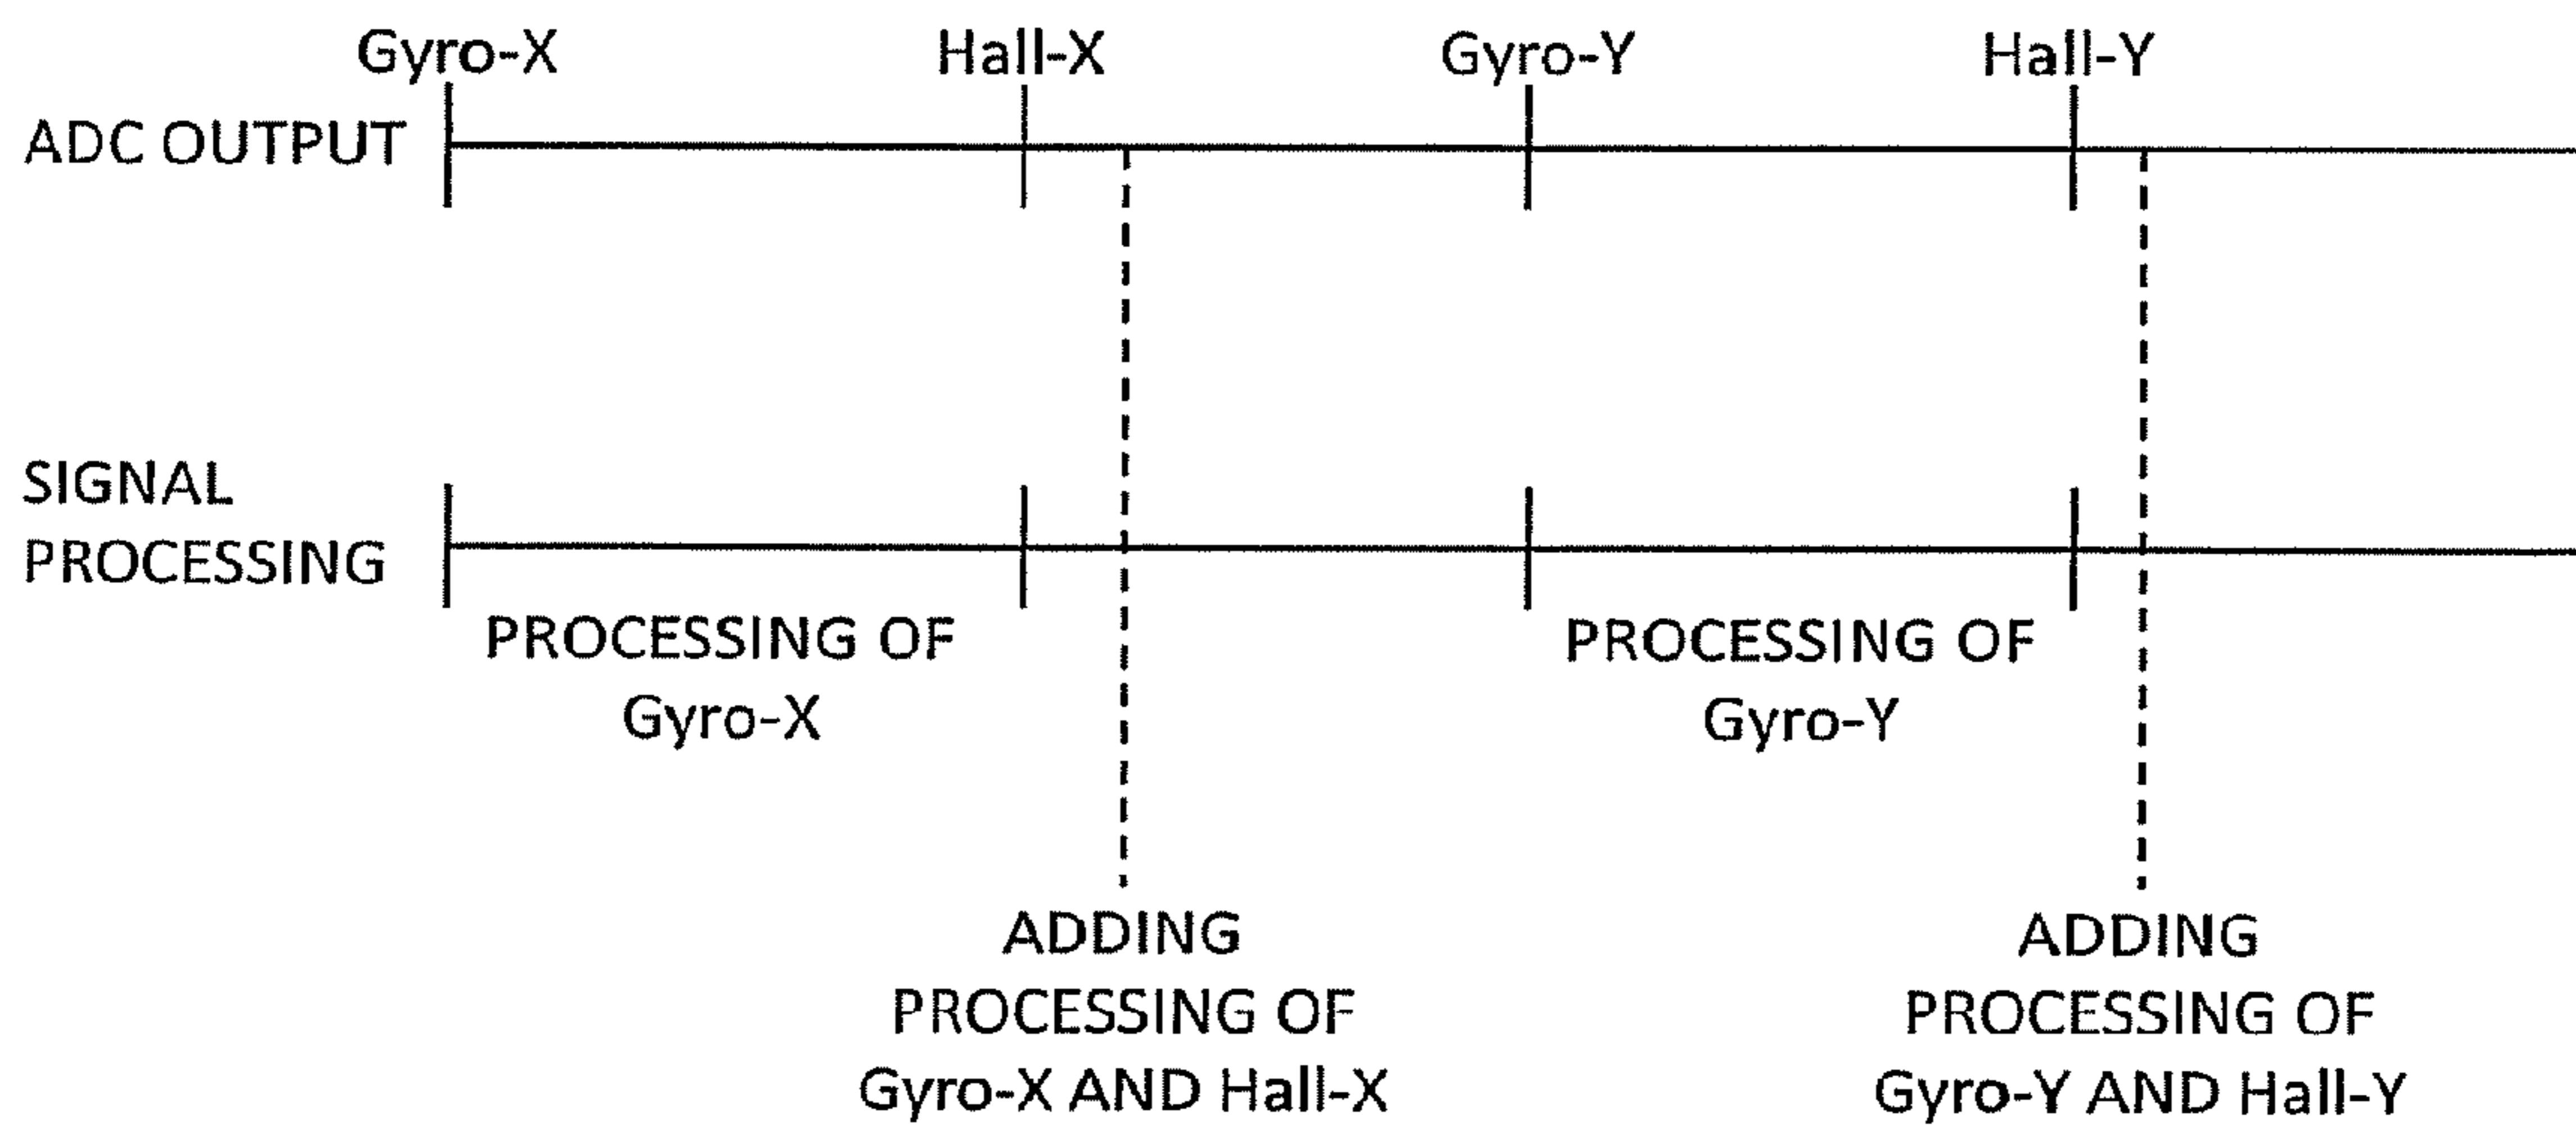 Gyro-X Hall-X Gyro-Y Hall-Y
ADC OUTPUT
SIGNAL
PROCESSING
PROCESSING OF
Gyro-X
PROCESSING OF
Gyro-Y
ADDING
PROCESSING OF
Gyro-X AND Hall-X
ADDING
PROCESSING OF
Gyro-Y AND Hall-Y